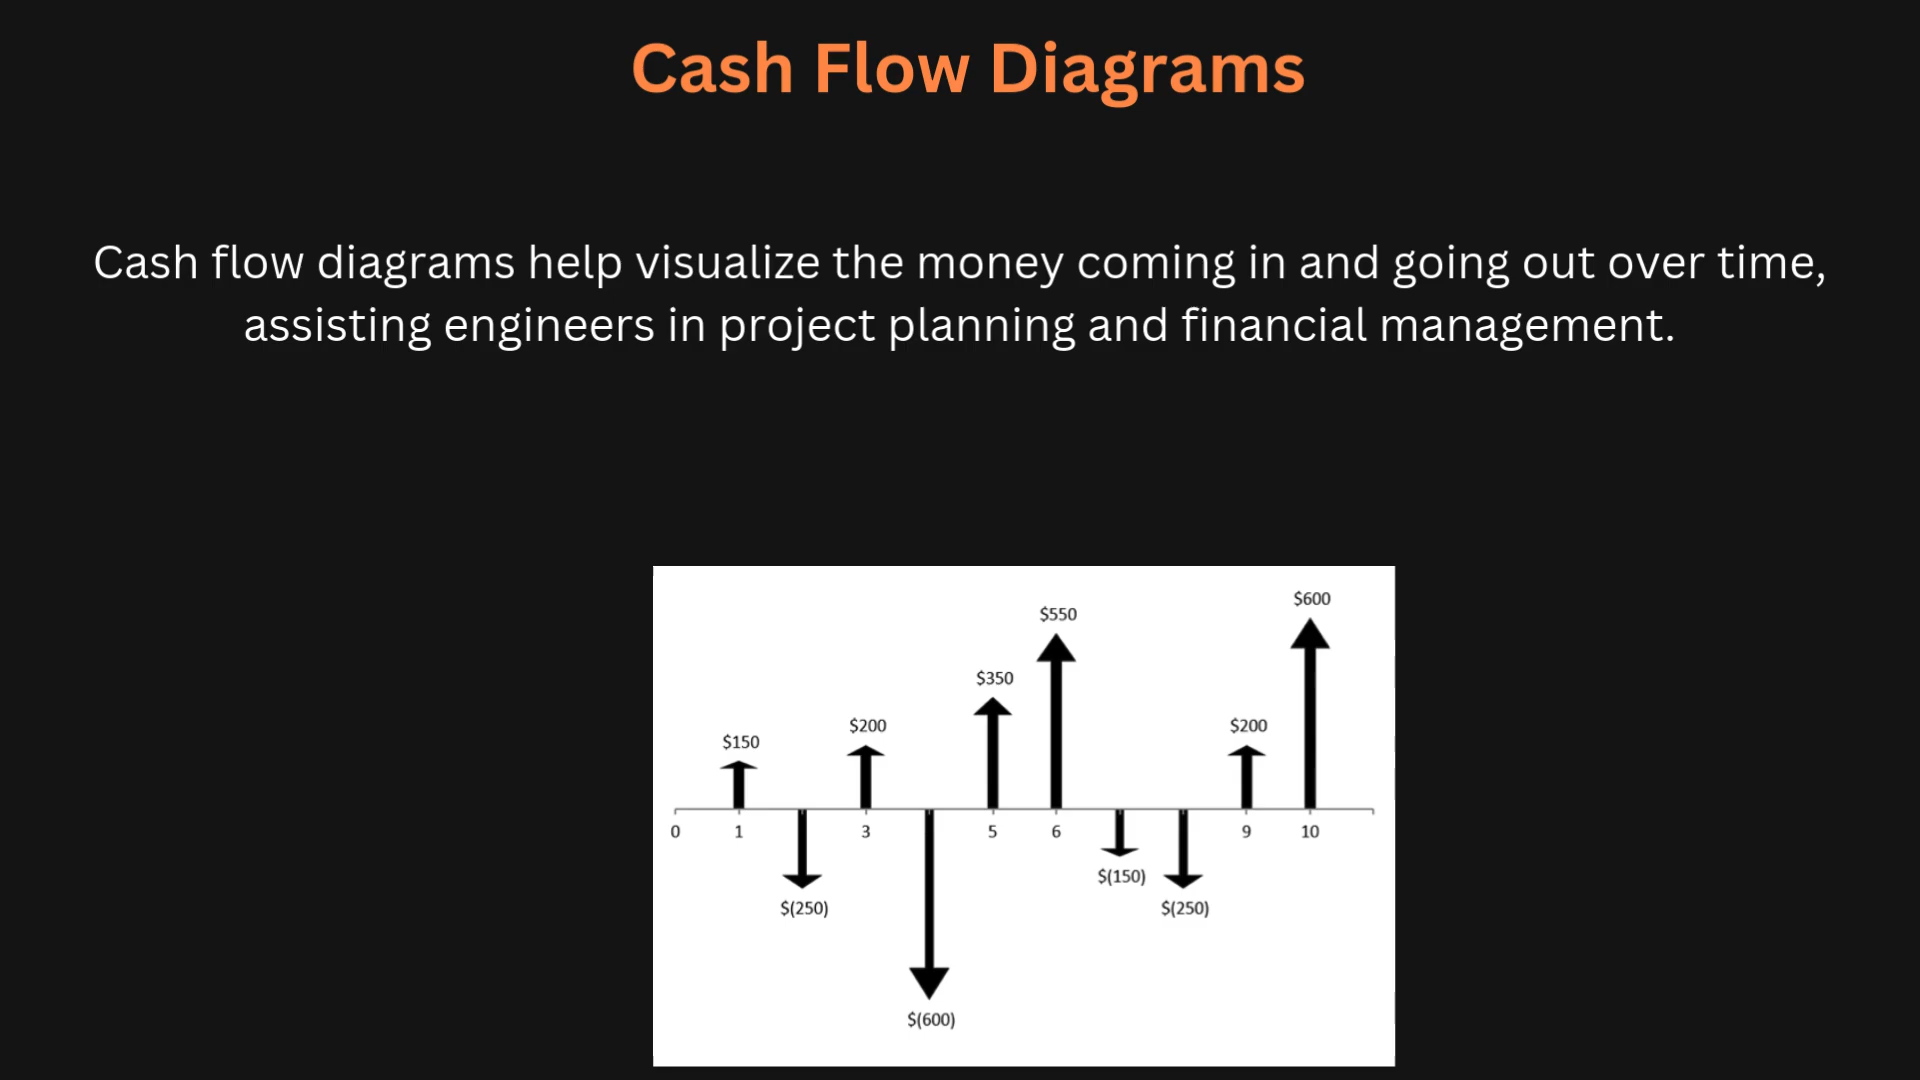 Cash Flow Diagrams
Cash flow diagrams help visualize the money coming in and going out over time,
assisting engineers in project planning and financial management.
$600
$550
$350
$200
$200
$150
0 1 3 5 6 9 10
$(150)
$(250)
$(250)
$(600)